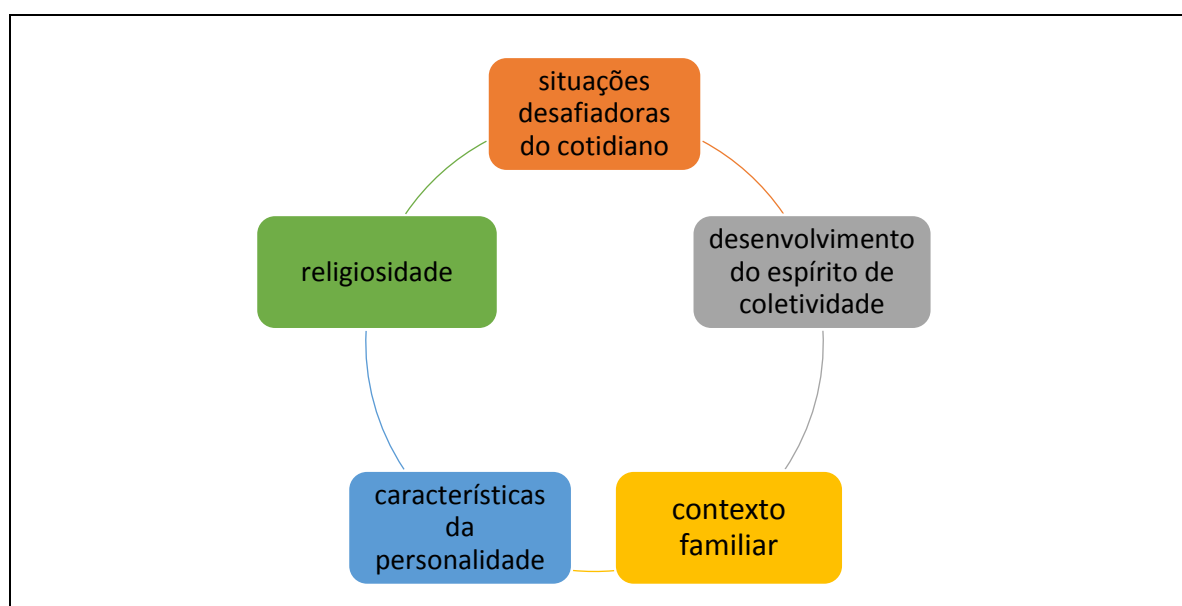 situações
desafiadoras
do cotidiano
religiosidade
desenvolvimento
do espírito de
coletividade
características
da
personalidade
contexto
familiar